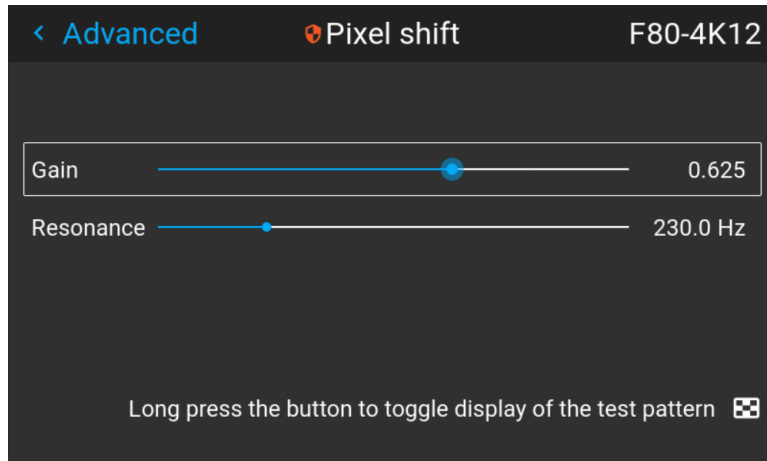 Advanced Pixel shift F80-4K12
Gain 0.625
Resonance 230.0 Hz
Long press the button to toggle display of the test pattern